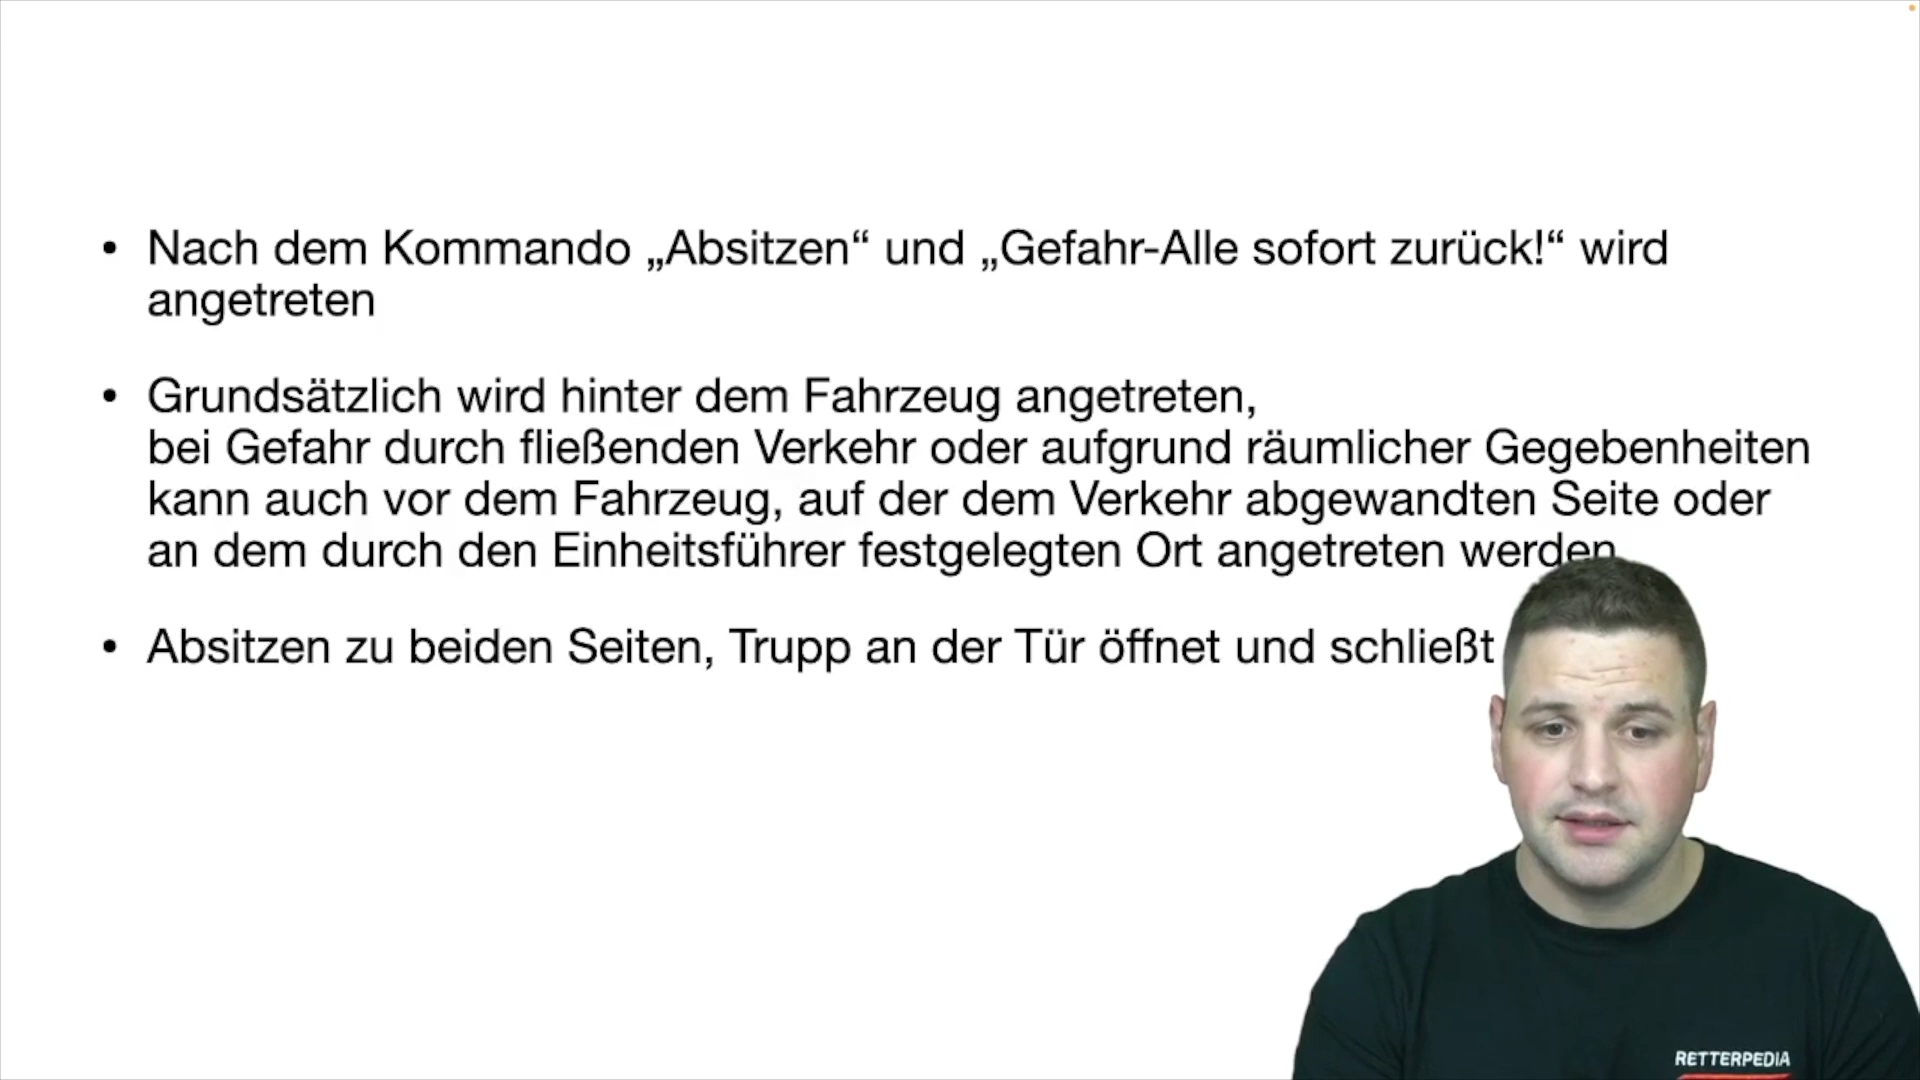 • Nach dem Kommando „Absitzen“ und „Gefahr-Alle sofort zurück!“ wird
angetreten
• Grundsätzlich wird hinter dem Fahrzeug angetreten,
bei Gefahr durch fließenden Verkehr oder aufgrund räumlicher Gegebenheiten
kann auch vor dem Fahrzeug, auf der dem Verkehr abgewandten Seite oder
an dem durch den Einheitsführer festgelegten Ort angetreten werden
• Absitzen zu beiden Seiten, Trupp an der Tür öffnet und schließt
RETTERPEDIA